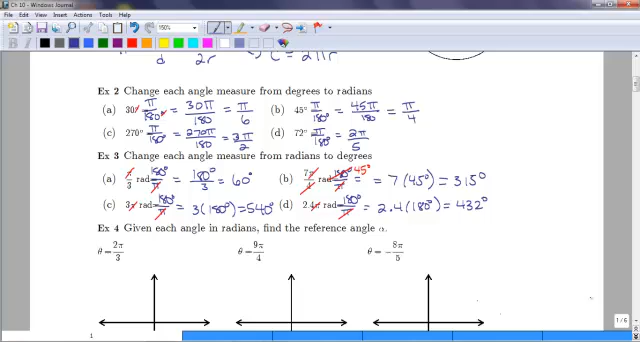 Ch 10 - Windows Journal
File Edit View Insert Actions Tools Help
150%
d 2r C = 2πr
Ex 2 Change each angle measure from degrees to radians
(a) 30° π/180° = 30π/180 = π/6 (b) 45° π/180° = 45π/180 = π/4
(c) 270° π/180° = 270π/180 = 3π/2 (d) 72° π/180° = 2π/5
Ex 3 Change each angle measure from radians to degrees
(a) π/3 rad 180°/π = 180°/3 = 60° (b) 7π/4 rad 180°/π 45° = 7(45°) = 315°
(c) 3π rad 180°/π = 3(180°) = 540° (d) 2.4π rad 180°/π = 2.4(180°) = 432°
Ex 4 Given each angle in radians, find the reference angle α.
θ = 2π/3 θ = 9π/4 θ = −8π/5
1
1 / 6